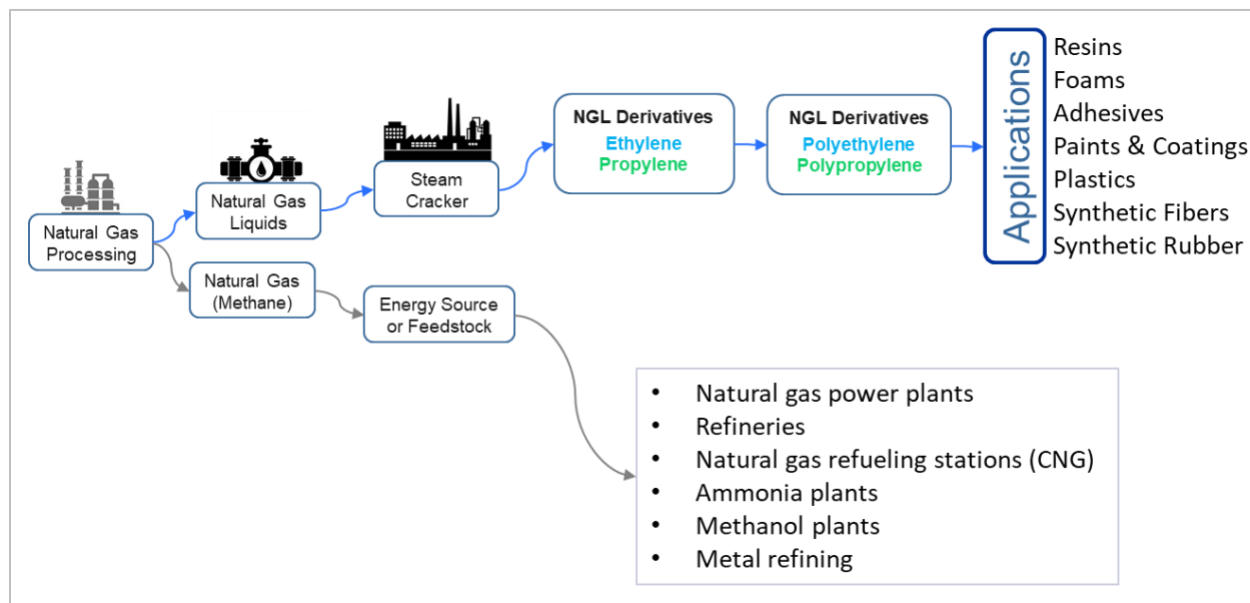 Natural Gas
Processing
Natural Gas
Liquids
Steam
Cracker
NGL Derivatives
Ethylene
Propylene
NGL Derivatives
Polyethylene
Polypropylene
Applications
Resins
Foams
Adhesives
Paints & Coatings
Plastics
Synthetic Fibers
Synthetic Rubber
Natural Gas
(Methane)
Energy Source
or Feedstock
• Natural gas power plants
• Refineries
• Natural gas refueling stations (CNG)
• Ammonia plants
• Methanol plants
• Metal refining